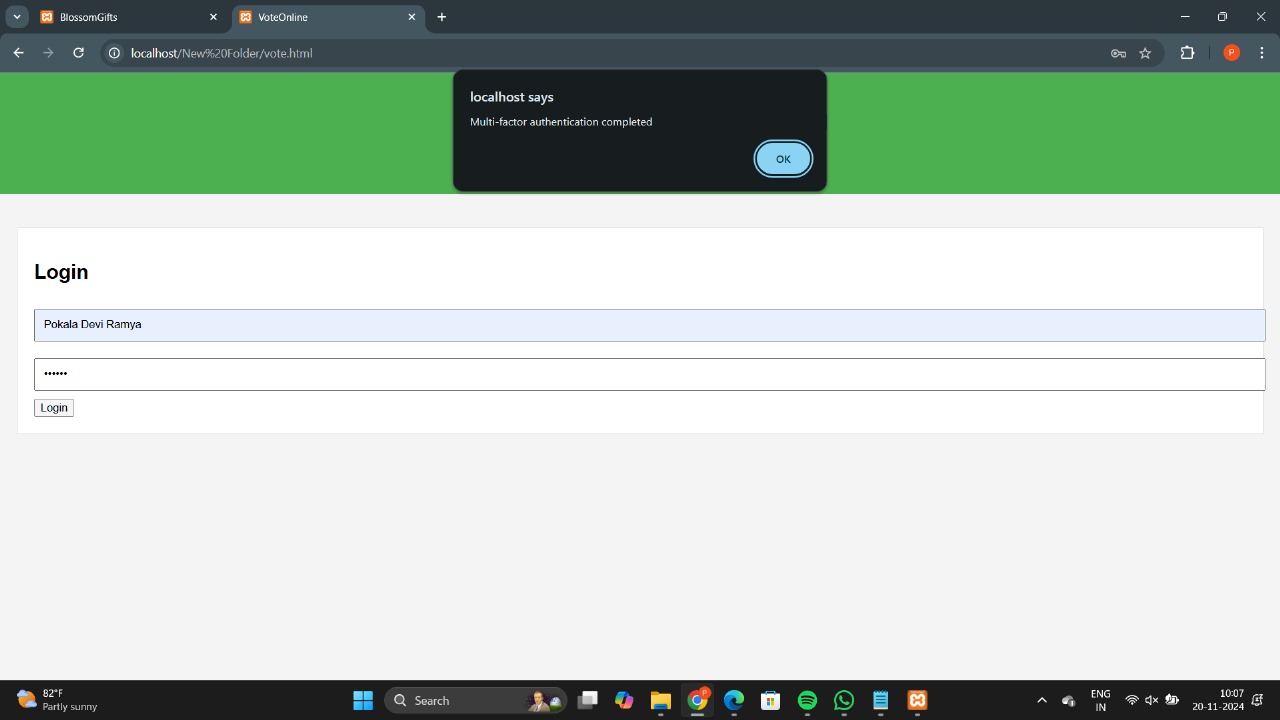 BlossomGifts
VoteOnline
localhost/New%20Folder/vote.html
P
localhost says
Multi-factor authentication completed
OK
Login
Pokala Devi Ramya
••••••
Login
82°F
Partly sunny
Search
P
ENG
IN
10:07
20-11-2024